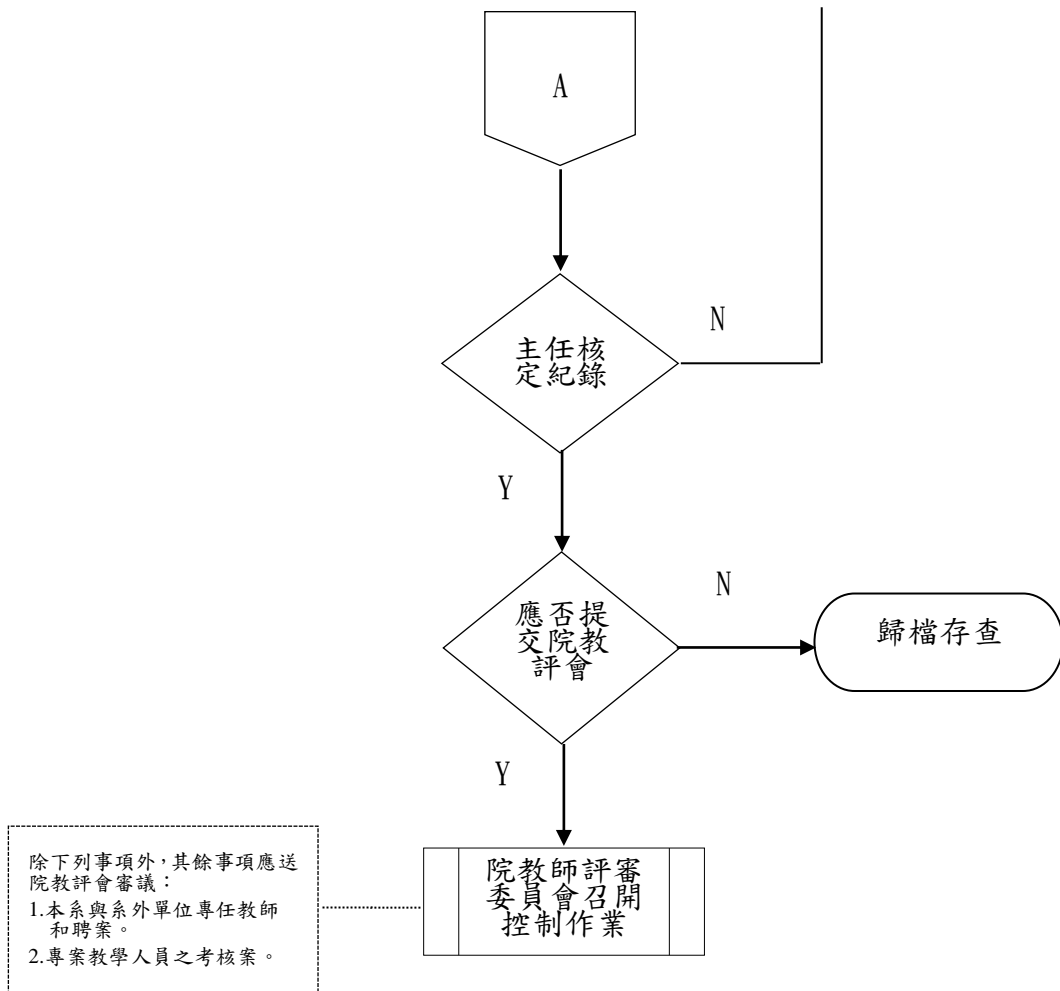 A
主任核
定紀錄
N
Y
應否提
交院教
評會
N
歸檔存查
Y
除下列事項外，其餘事項應送
院教評會審議：
1.本系與系外單位專任教師
和聘案。
2.專案教學人員之考核案。
院教師評審
委員會召開
控制作業